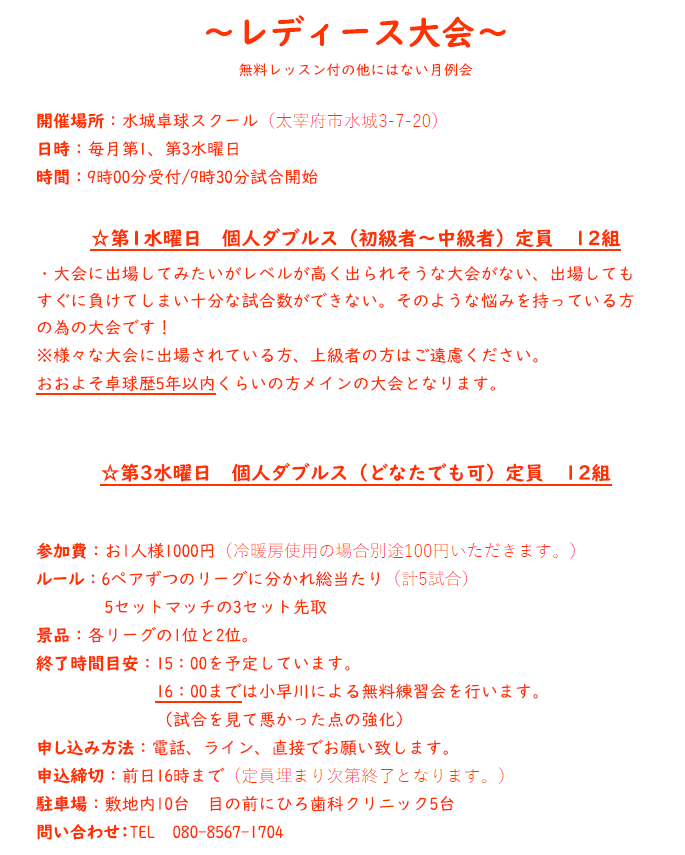 ～レディース大会～
無料レッスン付の他にはない月例会
開催場所：水城卓球スクール（太宰府市水城3-7-20）
日時：毎月第1、第3水曜日
時間：9時00分受付/9時30分試合開始
☆第1水曜日　個人ダブルス（初級者～中級者）定員　12組
・大会に出場してみたいがレベルが高く出られそうな大会がない、出場しても
すぐに負けてしまい十分な試合数ができない。そのような悩みを持っている方
の為の大会です！
※様々な大会に出場されている方、上級者の方はご遠慮ください。
おおよそ卓球歴5年以内くらいの方メインの大会となります。
☆第3水曜日　個人ダブルス（どなたでも可）定員　12組
参加費：お1人様1000円（冷暖房使用の場合別途100円いただきます。）
ルール：6ペアずつのリーグに分かれ総当たり（計5試合）
5セットマッチの3セット先取
景品：各リーグの1位と2位。
終了時間目安：15：00を予定しています。
16：00までは小早川による無料練習会を行います。
（試合を見て悪かった点の強化）
申し込み方法：電話、ライン、直接でお願い致します。
申込締切：前日16時まで（定員埋まり次第終了となります。）
駐車場：敷地内10台　目の前にひろ歯科クリニック5台
問い合わせ:TEL　080-8567-1704